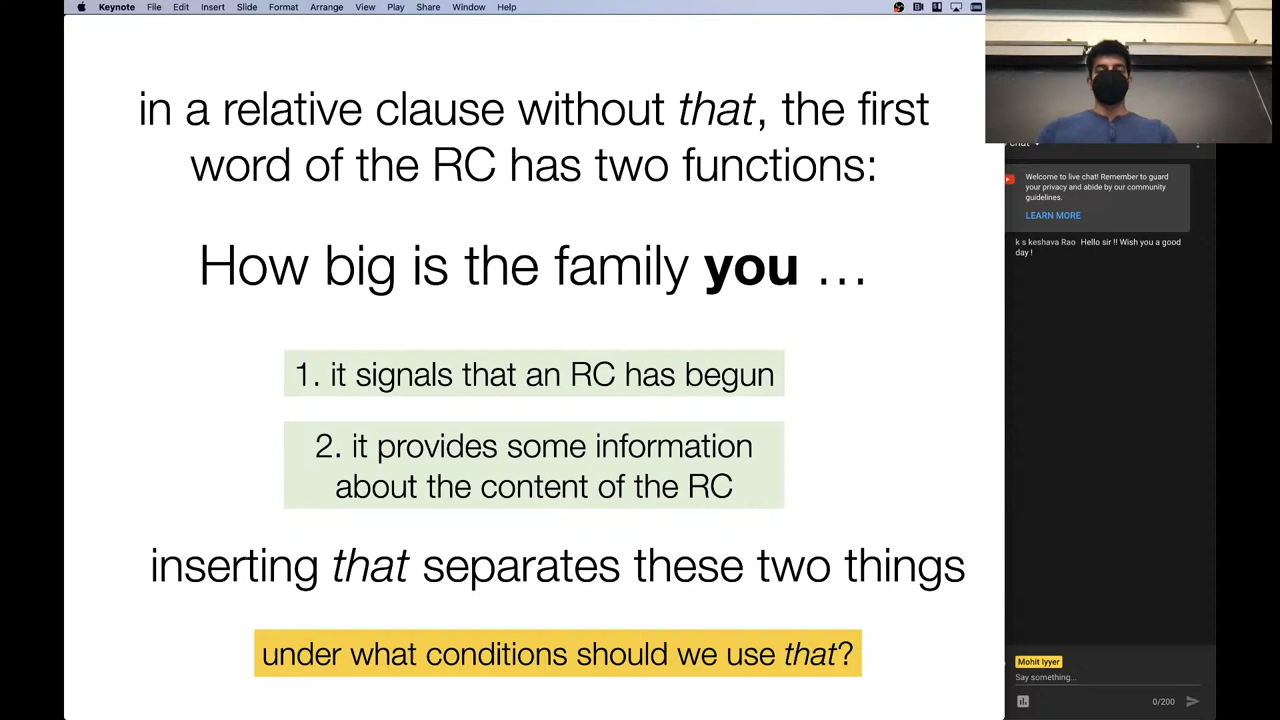 Keynote File Edit Insert Slide Format Arrange View Play Share Window Help
in a relative clause without that, the first
word of the RC has two functions:
How big is the family you …
1. it signals that an RC has begun
2. it provides some information
about the content of the RC
inserting that separates these two things
under what conditions should we use that?
Welcome to live chat! Remember to guard
your privacy and abide by our community
guidelines.
LEARN MORE
k s keshava Rao Hello sir !! Wish you a good
day !
Mohit Iyyer
Say something...
0/200